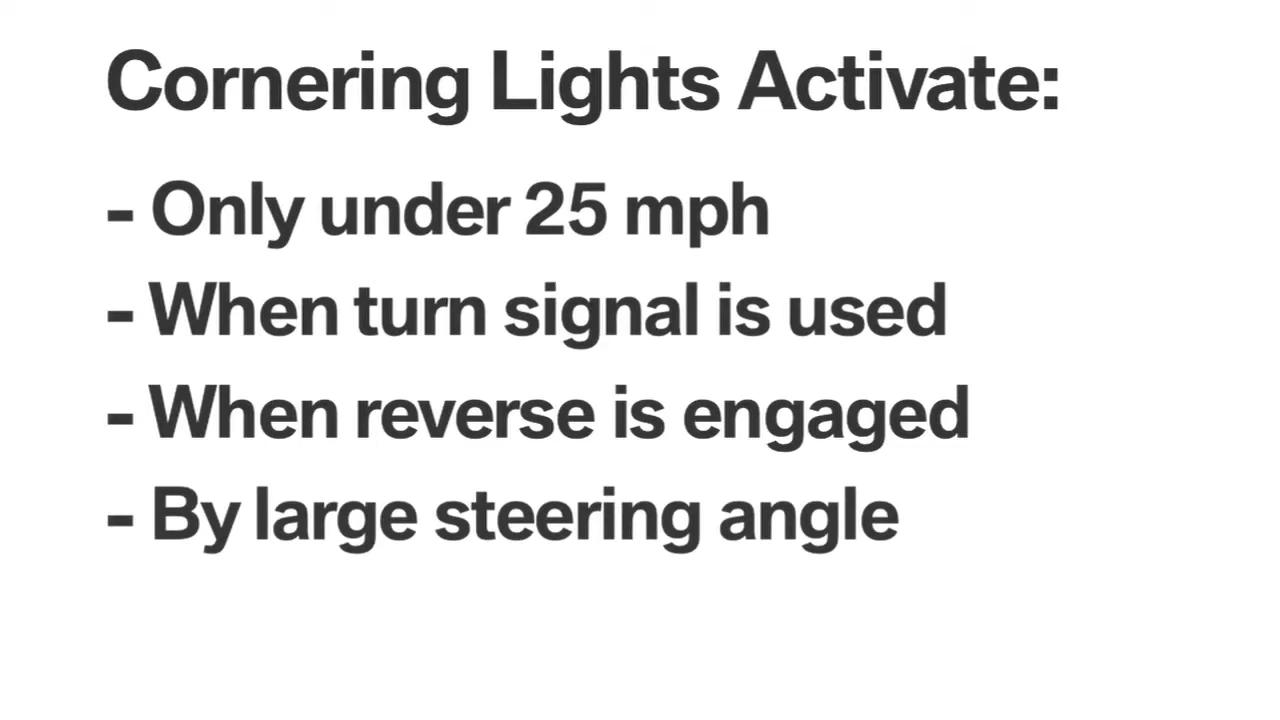 Cornering Lights Activate:
- Only under 25 mph
- When turn signal is used
- When reverse is engaged
- By large steering angle